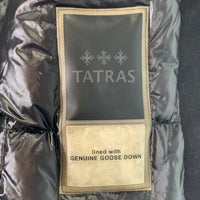 TATRAS
lined with
GENUINE GOOSE DOWN